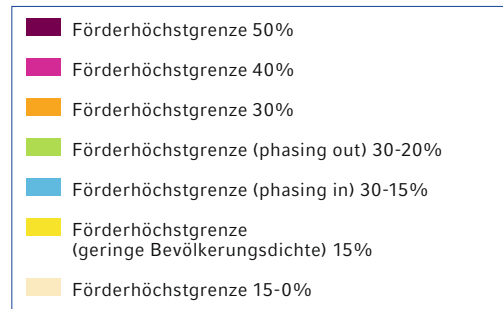 Förderhöchstgrenze 50%
Förderhöchstgrenze 40%
Förderhöchstgrenze 30%
Förderhöchstgrenze (phasing out) 30-20%
Förderhöchstgrenze (phasing in) 30-15%
Förderhöchstgrenze
(geringe Bevölkerungsdichte) 15%
Förderhöchstgrenze 15-0%